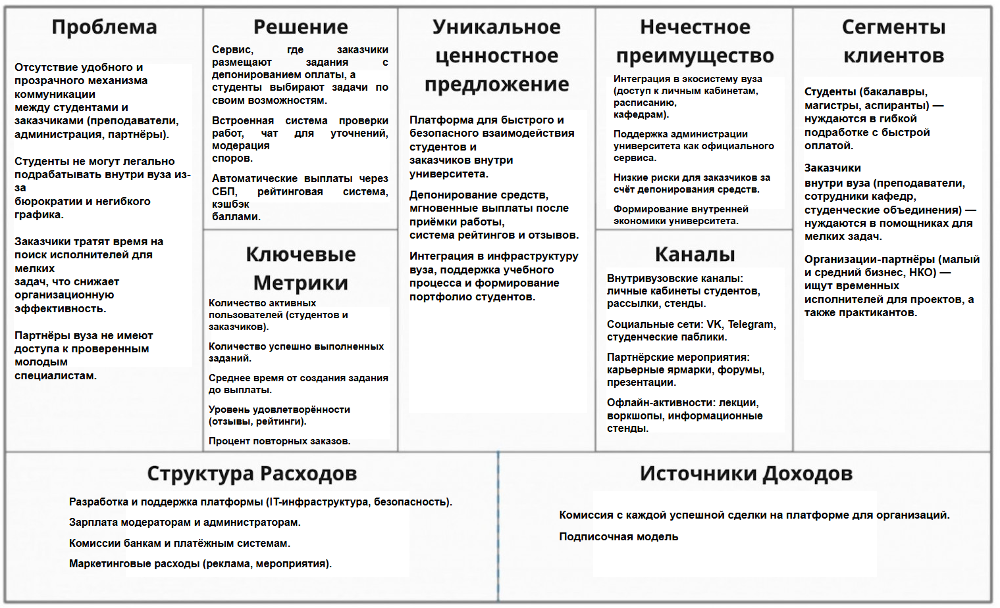 Проблема
Отсутствие удобного и
прозрачного механизма
коммуникации
между студентами и
заказчиками (преподаватели,
администрация, партнёры).
Студенты не могут легально
подрабатывать внутри вуза из-
за
бюрократии и негибкого
графика.
Заказчики тратят время на
поиск исполнителей для
мелких
задач, что снижает
организационную
эффективность.
Партнёры вуза не имеют
доступа к проверенным
молодым
специалистам.
Решение
Сервис, где заказчики
размещают задания с
депонированием оплаты, а
студенты выбирают задачи по
своим возможностям.
Встроенная система проверки
работ, чат для уточнений,
модерация
споров.
Автоматические выплаты через
СБП, рейтинговая система,
кэшбэк
баллами.
Ключевые
Метрики
Количество активных
пользователей (студентов и
заказчиков).
Количество успешно выполненных
заданий.
Среднее время от создания задания
до выплаты.
Уровень удовлетворённости
(отзывы, рейтинги).
Процент повторных заказов.
Уникальное
ценностное
предложение
Платформа для быстрого и
безопасного взаимодействия
студентов и
заказчиков внутри
университета.
Депонирование средств,
мгновенные выплаты после
приёмки работы,
система рейтингов и отзывов.
Интеграция в инфраструктуру
вуза, поддержка учебного
процесса и формирование
портфолио студентов.
Нечестное
преимущество
Интеграция в экосистему вуза
(доступ к личным кабинетам,
расписанию,
кафедрам).
Поддержка администрации
университета как официального
сервиса.
Низкие риски для заказчиков за
счёт депонирования средств.
Формирование внутренней
экономики университета.
Каналы
Внутривузовские каналы:
личные кабинеты студентов,
рассылки, стенды.
Социальные сети: VK, Telegram,
студенческие паблики.
Партнёрские мероприятия:
карьерные ярмарки, форумы,
презентации.
Офлайн-активности: лекции,
воркшопы, информационные
стенды.
Сегменты
клиентов
Студенты (бакалавры,
магистры, аспиранты) —
нуждаются в гибкой
подработке с быстрой
оплатой.
Заказчики
внутри вуза (преподаватели,
сотрудники кафедр,
студенческие объединения) —
нуждаются в помощниках для
мелких задач.
Организации-партнёры (малый
и средний бизнес, НКО) —
ищут временных
исполнителей для проектов, а
также практикантов.
Структура Расходов
Разработка и поддержка платформы (IT-инфраструктура, безопасность).
Зарплата модераторам и администраторам.
Комиссии банкам и платёжным системам.
Маркетинговые расходы (реклама, мероприятия).
Источники Доходов
Комиссия с каждой успешной сделки на платформе для организаций.
Подписочная модель